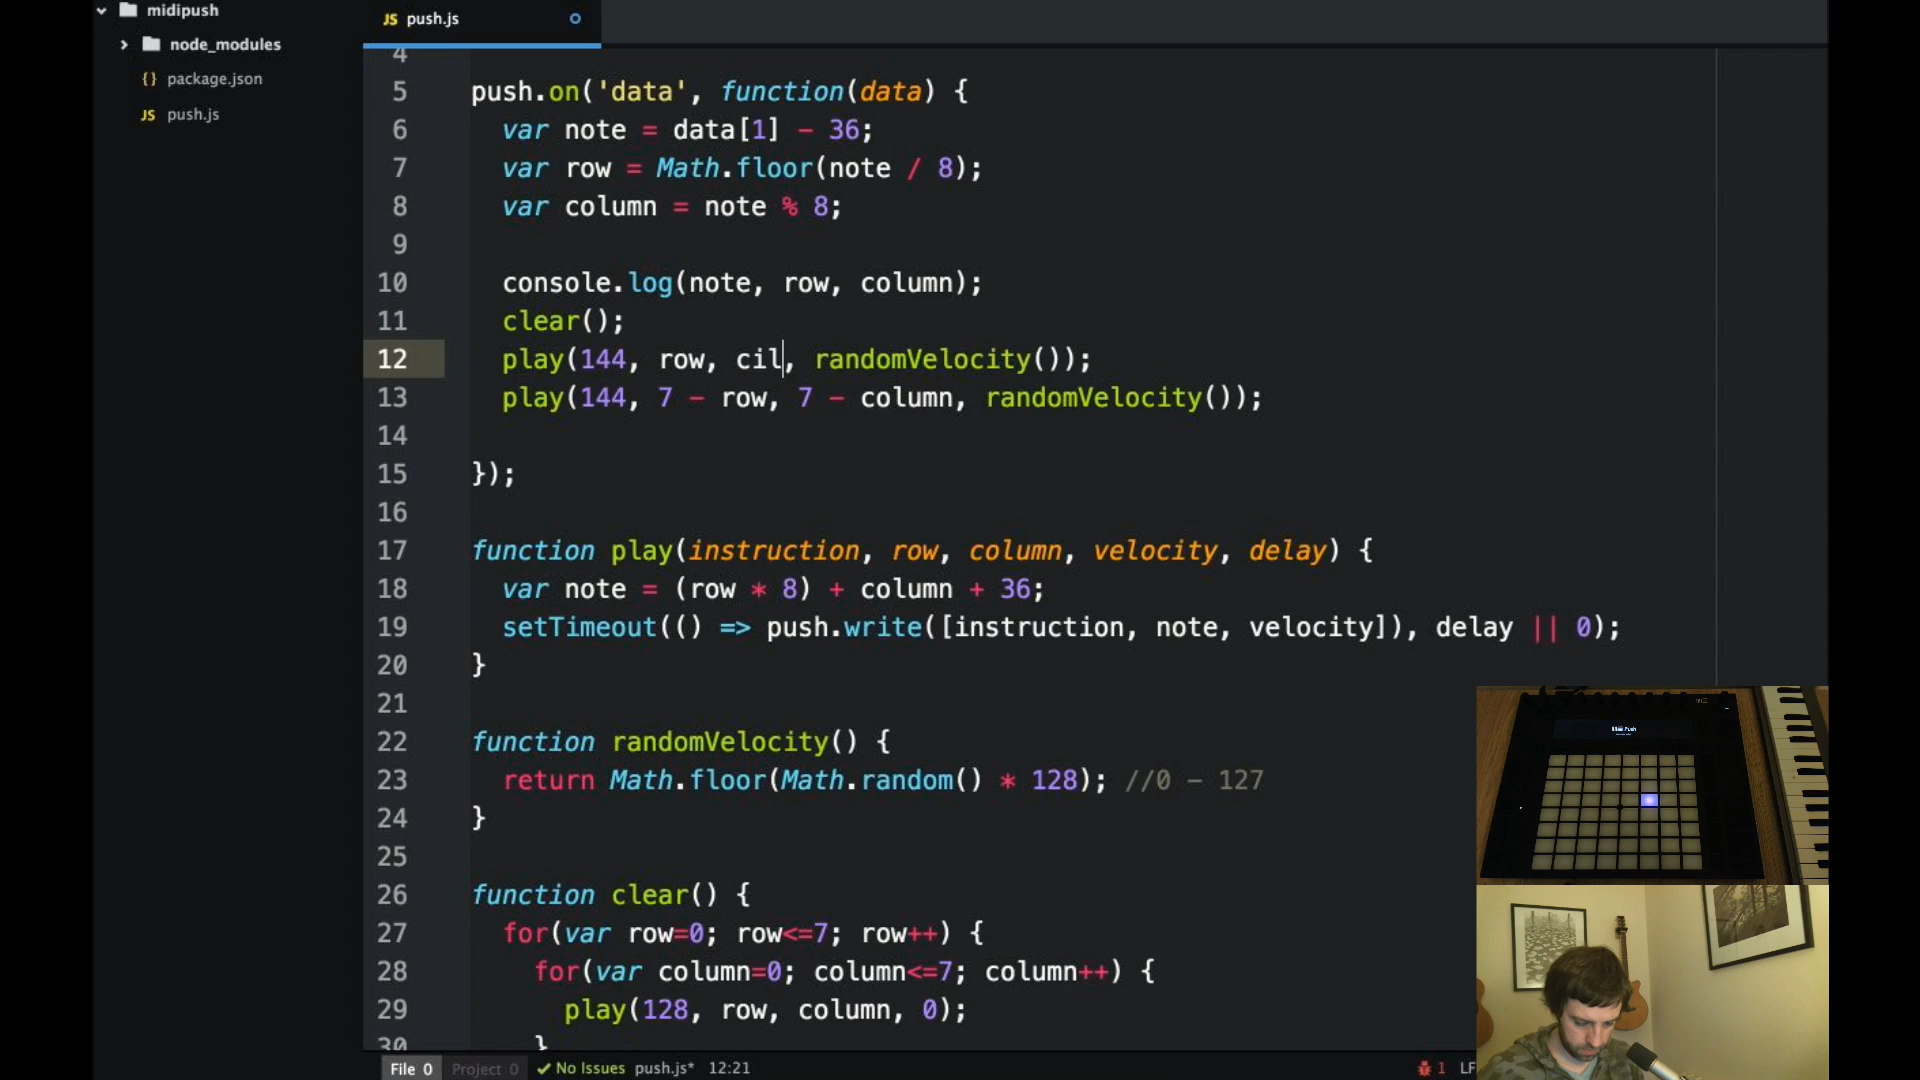 midipush
node_modules
{} package.json
JS push.js
JS push.js
4
5 push.on('data', function(data) {
6 var note = data[1] - 36;
7 var row = Math.floor(note / 8);
8 var column = note % 8;
9
10 console.log(note, row, column);
11 clear();
12 play(144, row, cil, randomVelocity());
13 play(144, 7 - row, 7 - column, randomVelocity());
14
15 });
16
17 function play(instruction, row, column, velocity, delay) {
18 var note = (row * 8) + column + 36;
19 setTimeout(() => push.write([instruction, note, velocity]), delay || 0);
20 }
21
22 function randomVelocity() {
23 return Math.floor(Math.random() * 128); //0 - 127
24 }
25
26 function clear() {
27 for(var row=0; row<=7; row++) {
28 for(var column=0; column<=7; column++) {
29 play(128, row, column, 0);
30 }
File 0 Project 0 No Issues push.js* 12:21 1 LF